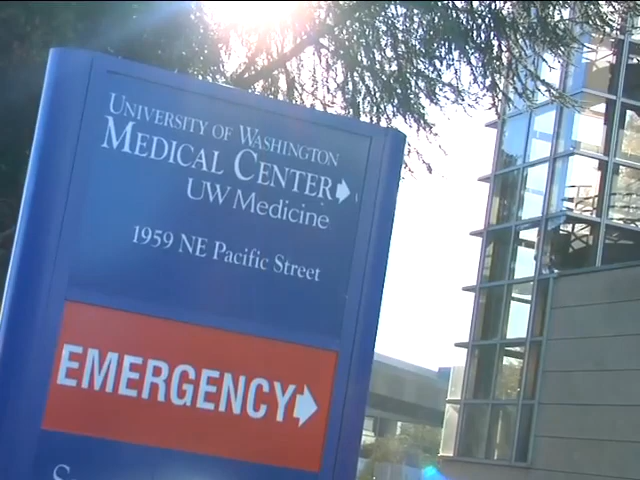 University of Washington
Medical Center
UW Medicine
1959 NE Pacific Street
EMERGENCY